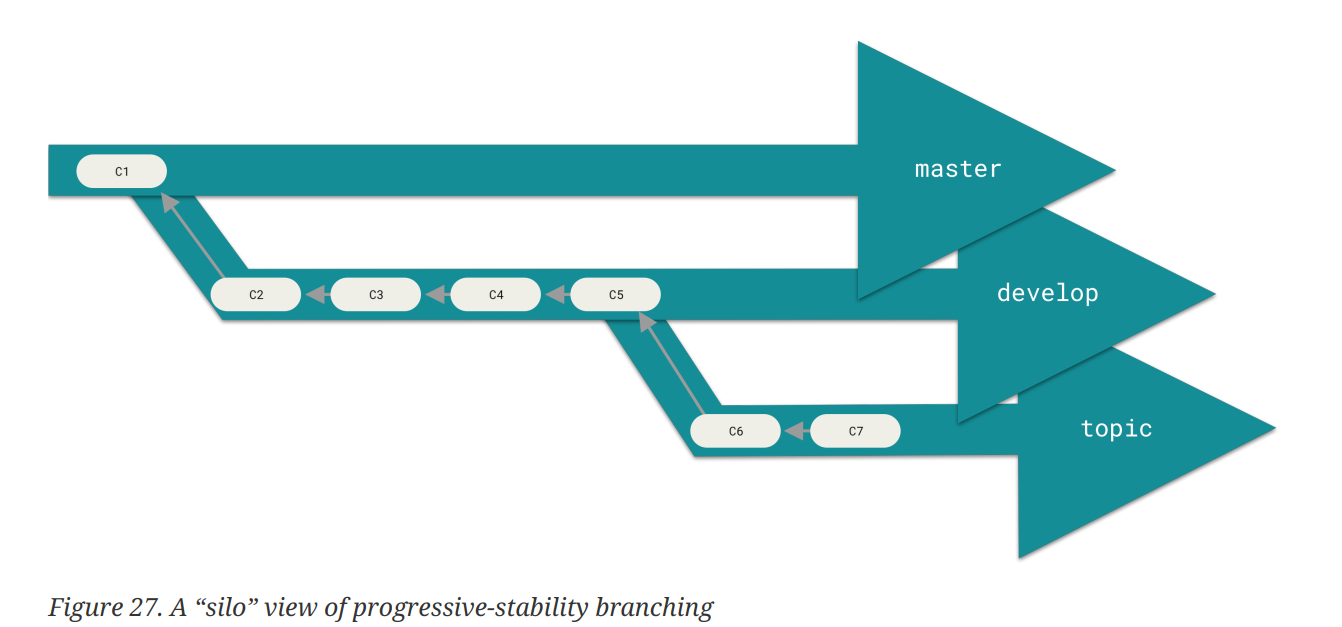 C1
master
C2
C3
C4
C5
develop
C6
C7
topic
Figure 27. A “silo” view of progressive-stability branching